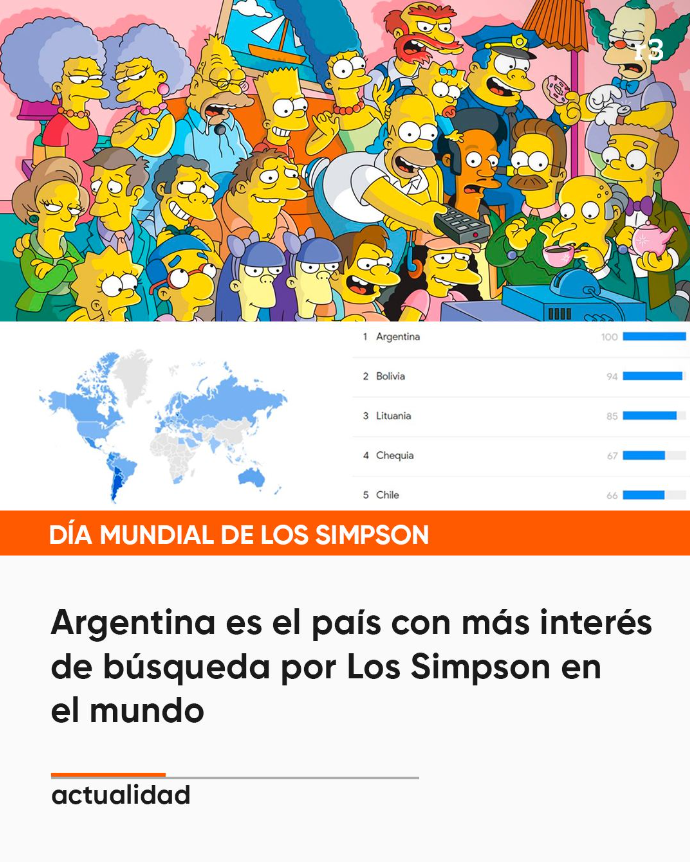 13
1 Argentina 100
2 Bolivia 94
3 Lituania 85
4 Chequia 67
5 Chile 66
DÍA MUNDIAL DE LOS SIMPSON
Argentina es el país con más interés
de búsqueda por Los Simpson en
el mundo
actualidad